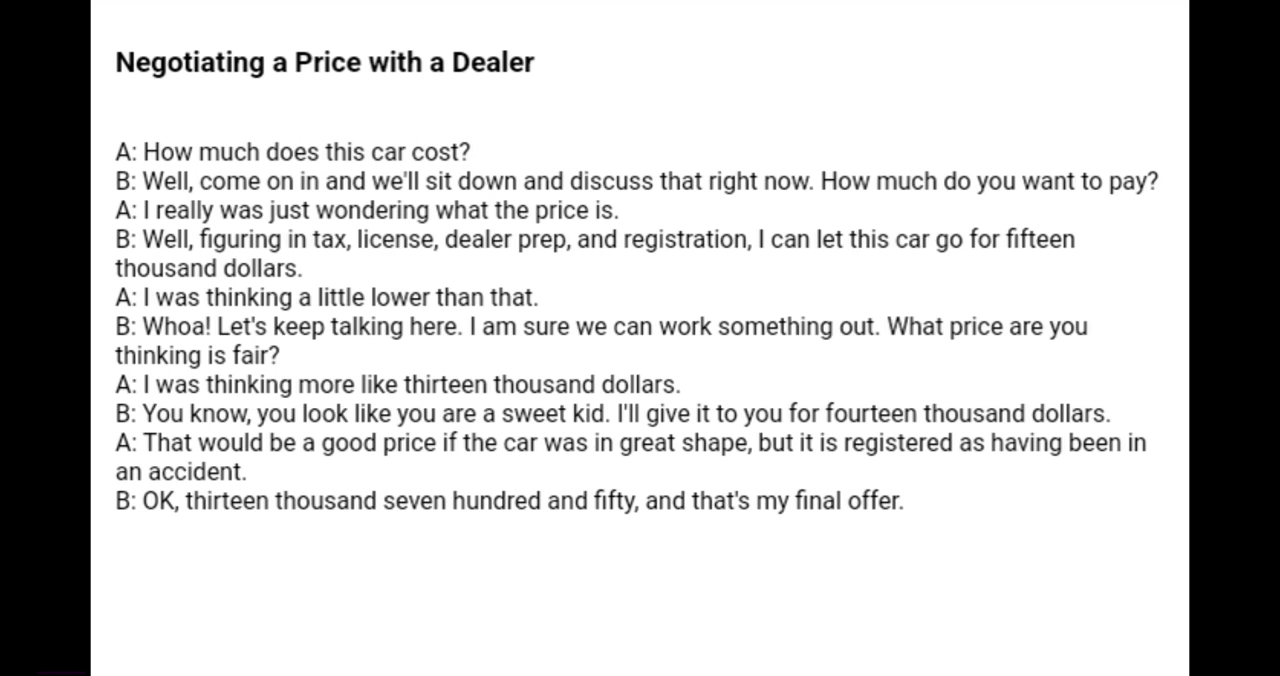 Negotiating a Price with a Dealer
A: How much does this car cost?
B: Well, come on in and we'll sit down and discuss that right now. How much do you want to pay?
A: I really was just wondering what the price is.
B: Well, figuring in tax, license, dealer prep, and registration, I can let this car go for fifteen
thousand dollars.
A: I was thinking a little lower than that.
B: Whoa! Let's keep talking here. I am sure we can work something out. What price are you
thinking is fair?
A: I was thinking more like thirteen thousand dollars.
B: You know, you look like you are a sweet kid. I'll give it to you for fourteen thousand dollars.
A: That would be a good price if the car was in great shape, but it is registered as having been in
an accident.
B: OK, thirteen thousand seven hundred and fifty, and that's my final offer.